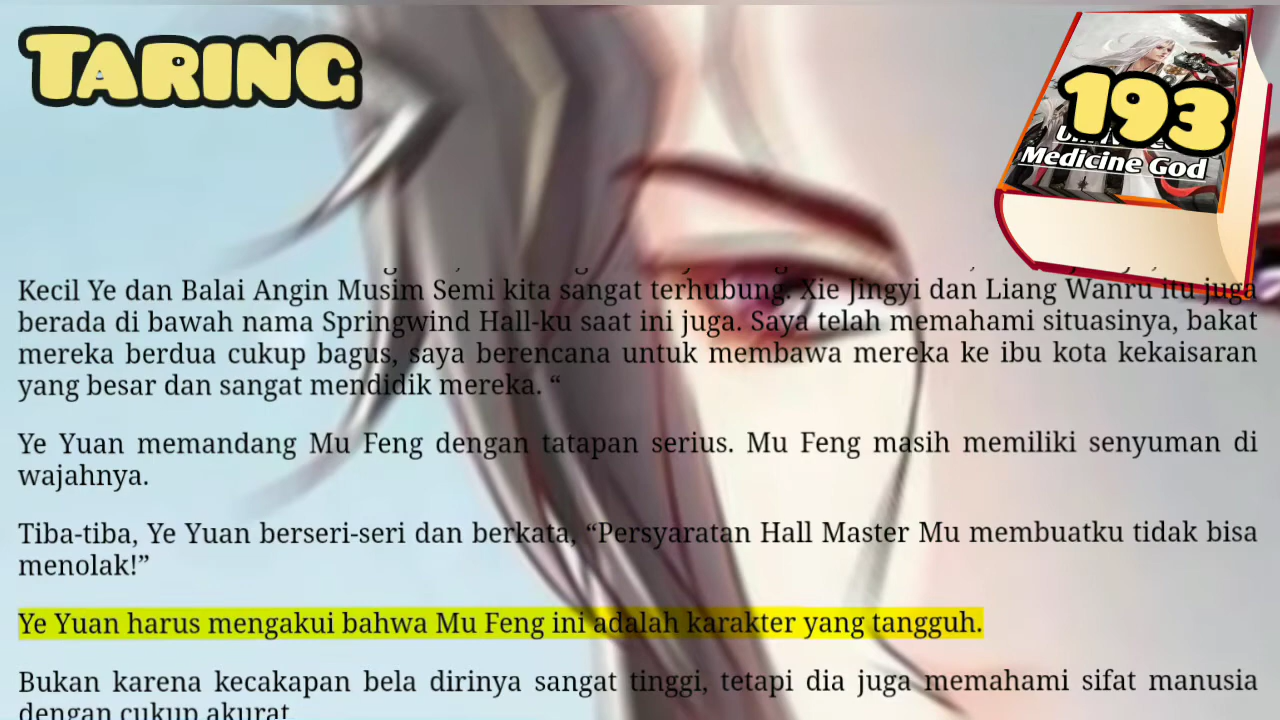 TARING
193
Medicine God
Kecil Ye dan Balai Angin Musim Semi kita sangat terhubung. Xie Jingyi dan Liang Wanru itu juga
berada di bawah nama Springwind Hall-ku saat ini juga. Saya telah memahami situasinya, bakat
mereka berdua cukup bagus, saya berencana untuk membawa mereka ke ibu kota kekaisaran
yang besar dan sangat mendidik mereka. “
Ye Yuan memandang Mu Feng dengan tatapan serius. Mu Feng masih memiliki senyuman di
wajahnya.
Tiba-tiba, Ye Yuan berseri-seri dan berkata, “Persyaratan Hall Master Mu membuatku tidak bisa
menolak!”
Ye Yuan harus mengakui bahwa Mu Feng ini adalah karakter yang tangguh.
Bukan karena kecakapan bela dirinya sangat tinggi, tetapi dia juga memahami sifat manusia
dengan cukup akurat